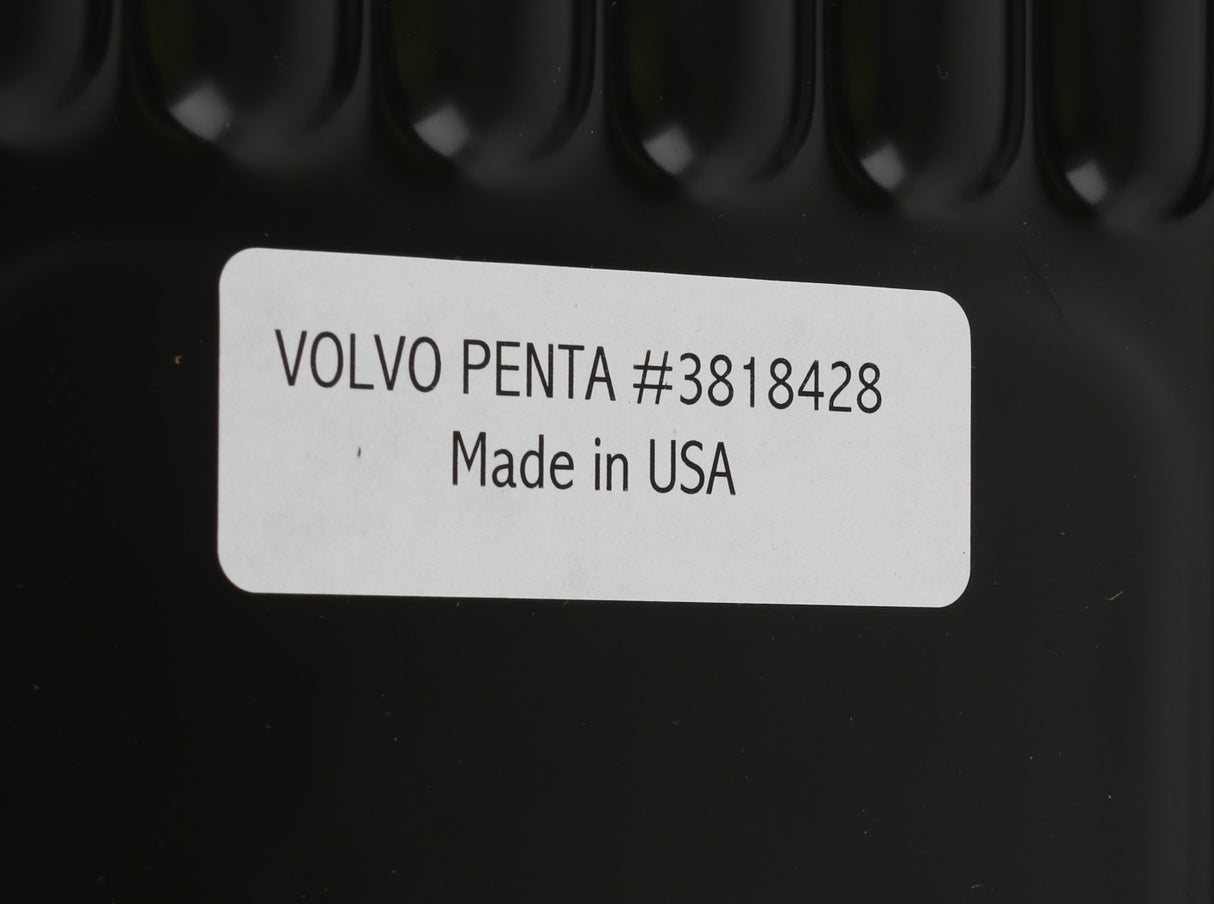 VOLVO PENTA #3818428
Made in USA